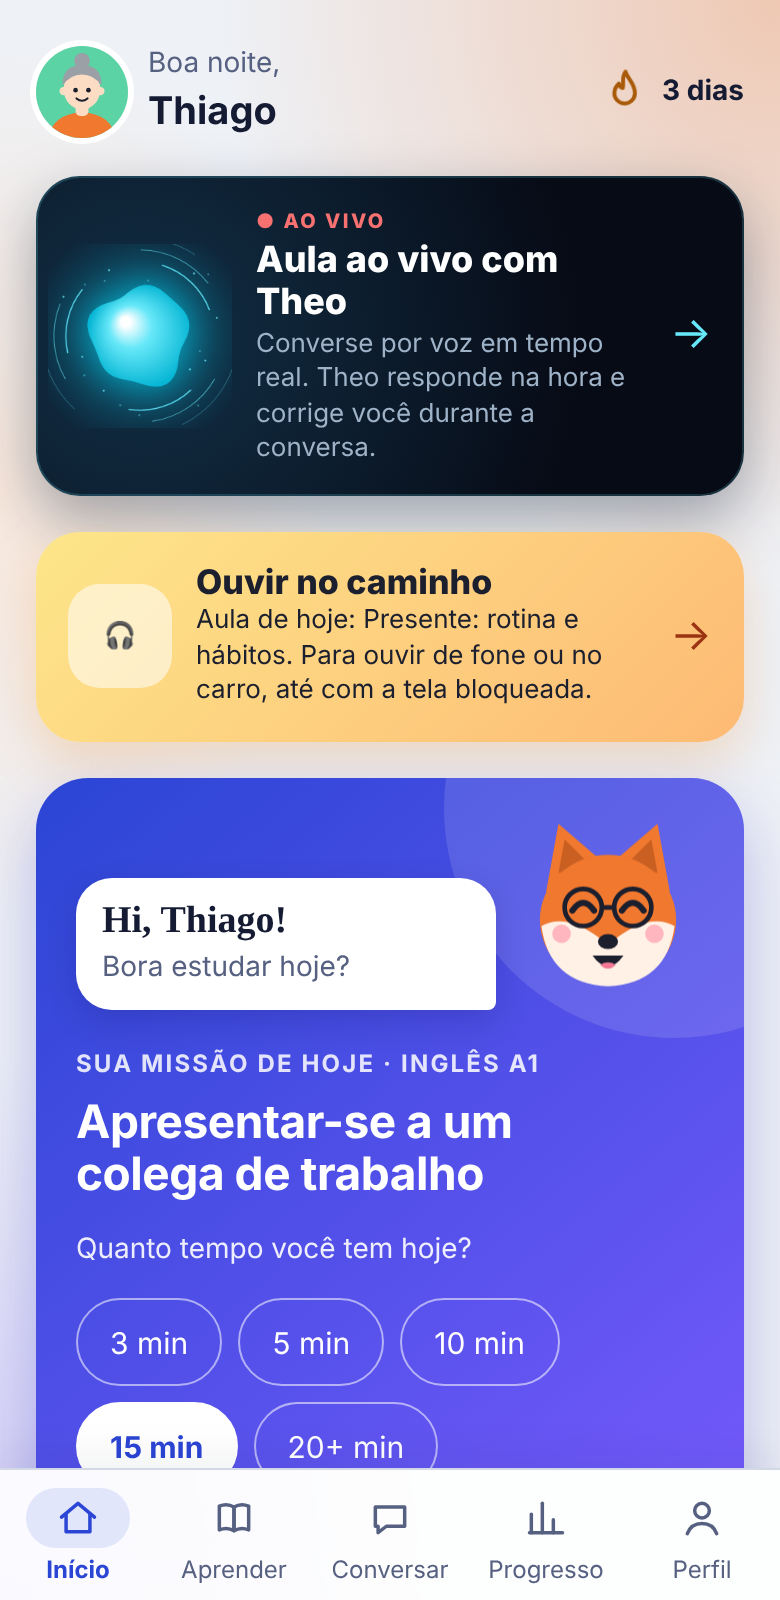 Boa noite,
Thiago
3 dias
AO VIVO
Aula ao vivo com
Theo
Converse por voz em tempo
real. Theo responde na hora e
corrige você durante a
conversa.
Ouvir no caminho
Aula de hoje: Presente: rotina e
hábitos. Para ouvir de fone ou no
carro, até com a tela bloqueada.
Hi, Thiago!
Bora estudar hoje?
SUA MISSÃO DE HOJE · INGLÊS A1
Apresentar-se a um
colega de trabalho
Quanto tempo você tem hoje?
3 min
5 min
10 min
15 min
20+ min
Início
Aprender
Conversar
Progresso
Perfil